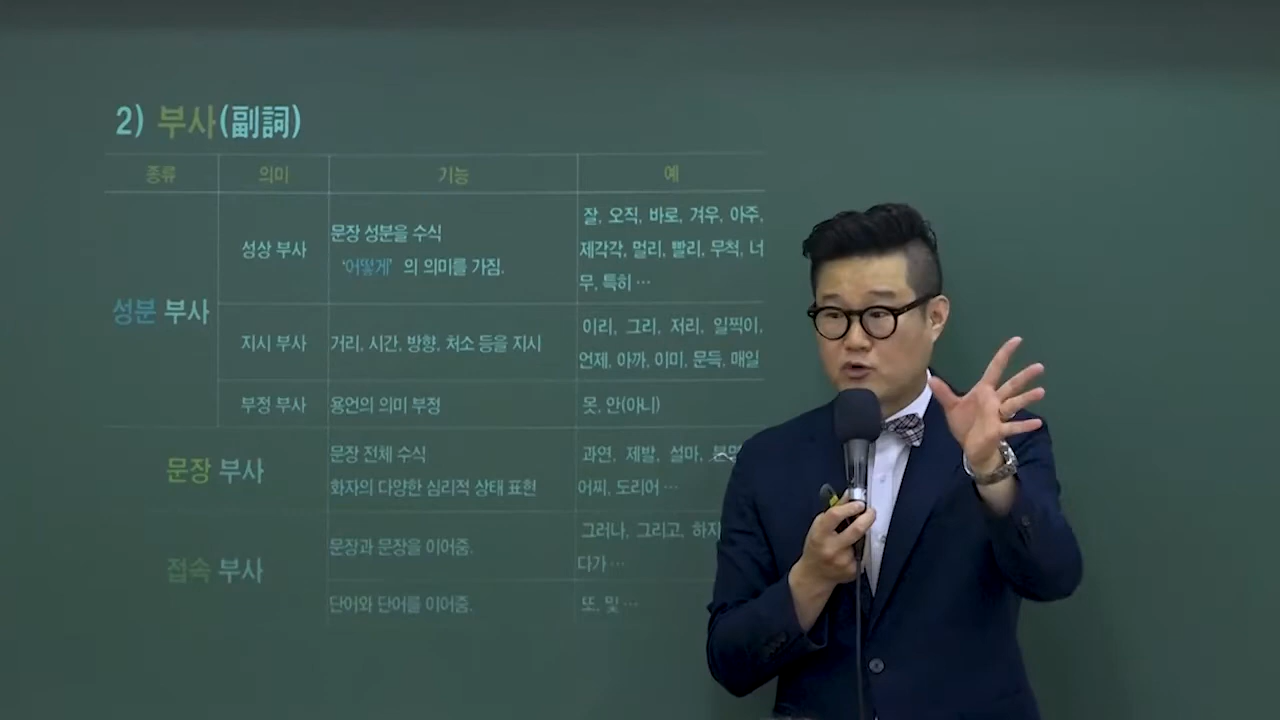 2) 부사(副詞)
종류 의미 기능 예
성분 부사
성상 부사
문장 성분을 수식
'어떻게' 의 의미를 가짐.
잘, 오직, 바로, 겨우, 아주,
제각각, 멀리, 빨리, 무척, 너
무, 특히 …
지시 부사
거리, 시간, 방향, 처소 등을 지시
이리, 그리, 저리, 일찍이,
언제, 아까, 이미, 문득, 매일
부정 부사
용언의 의미 부정
못, 안(아니)
문장 부사
문장 전체 수식
화자의 다양한 심리적 상태 표현
과연, 제발, 설마,
어찌, 도리어 …
접속 부사
문장과 문장을 이어줌.
그러나, 그리고,
다가 …
단어와 단어를 이어줌.
또, 및 …